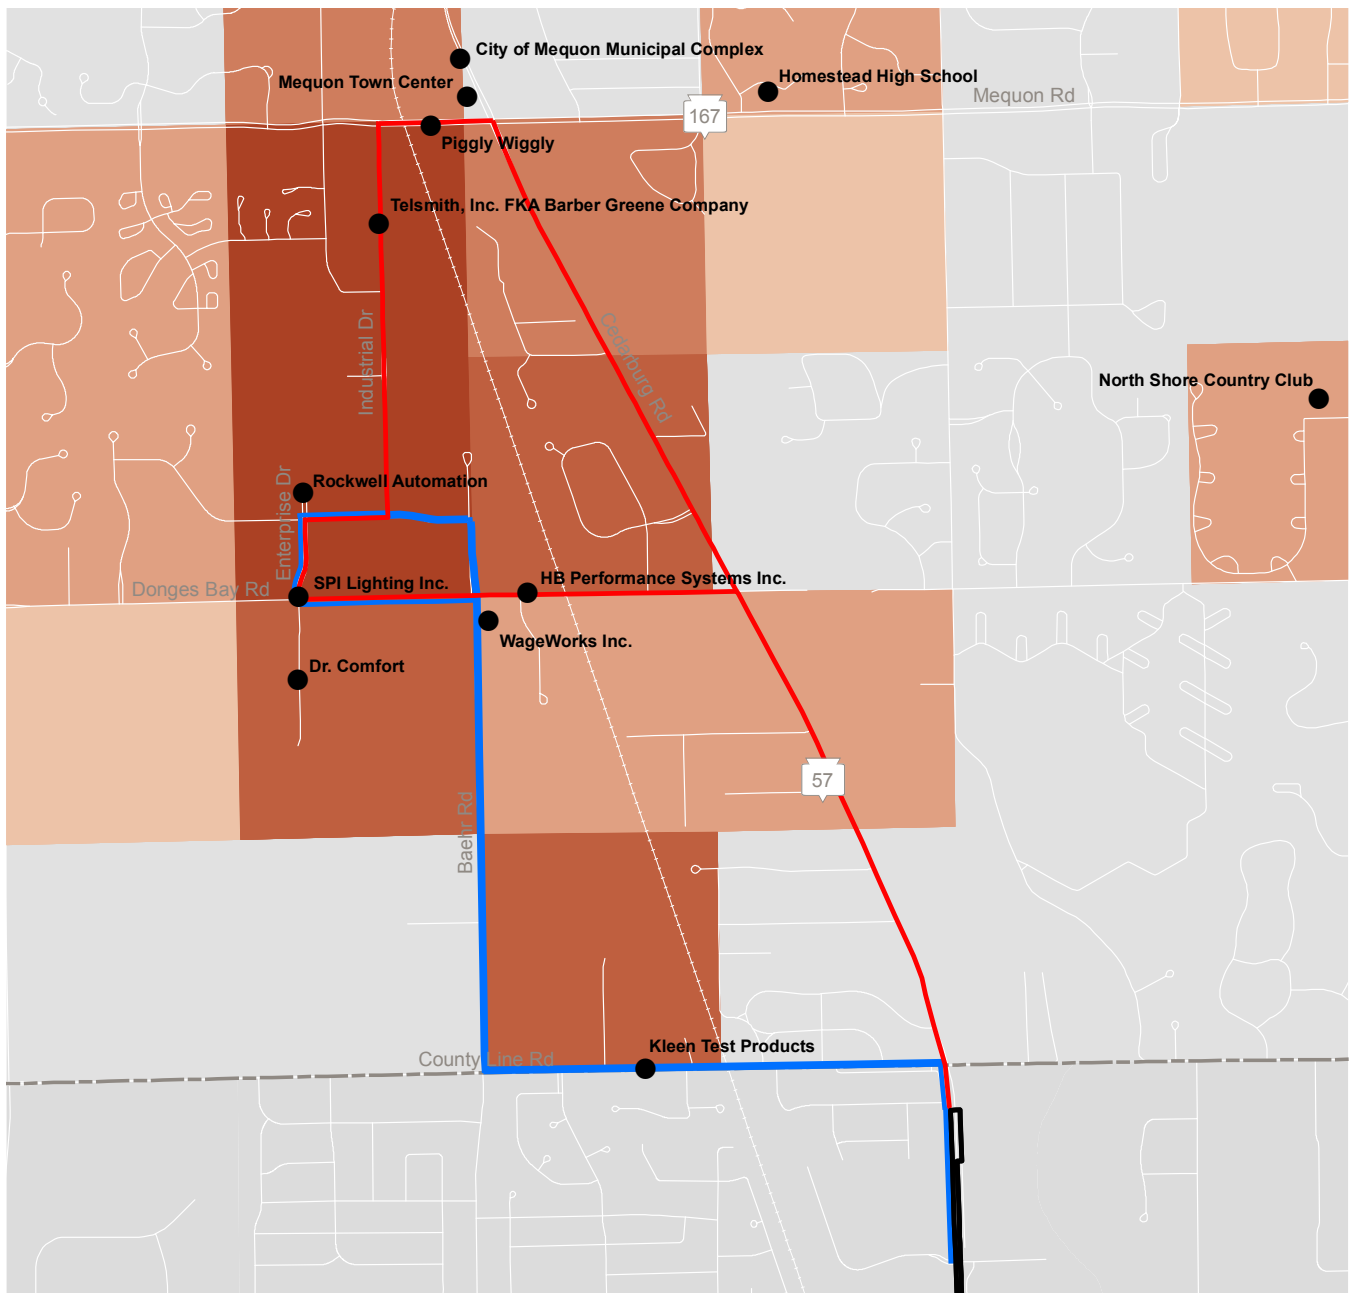 City of Mequon Municipal Complex
Mequon Town Center
Homestead High School
Mequon Rd
167
Piggly Wiggly
Telsmith, Inc. FKA Barber Greene Company
Industrial Dr
Cedarburg Rd
North Shore Country Club
Rockwell Automation
Enterprise Dr
Donges Bay Rd
SPI Lighting Inc.
HB Performance Systems Inc.
WageWorks Inc.
Dr. Comfort
57
Baehr Rd
Kleen Test Products
County Line Rd